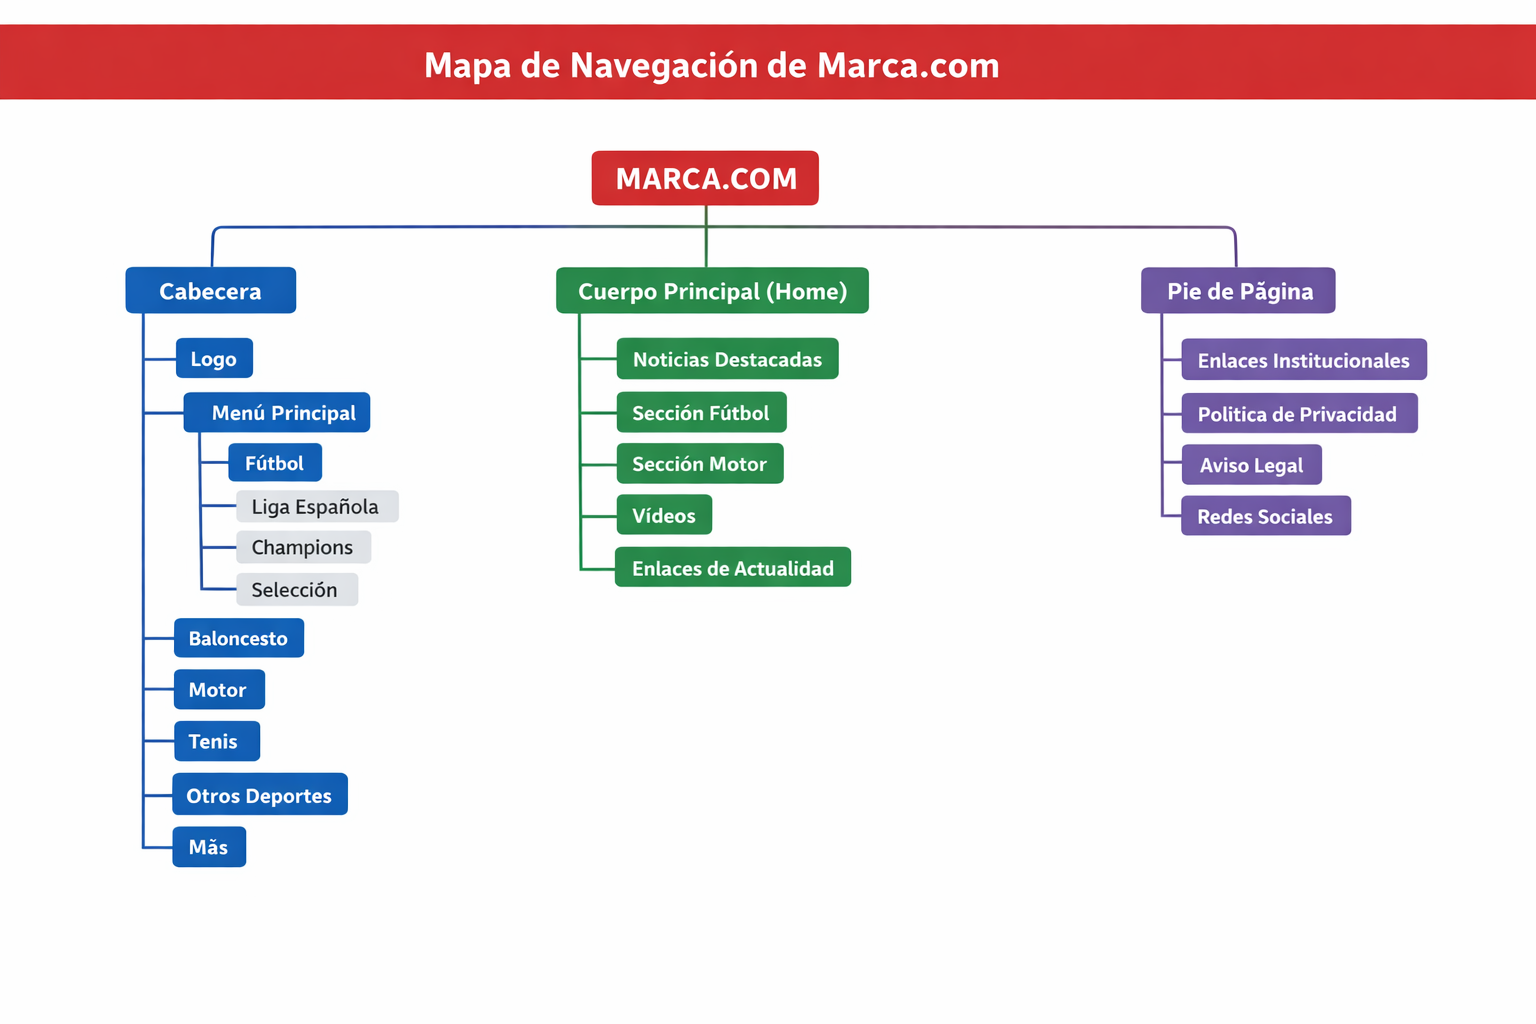 Mapa de Navegación de Marca.com
MARCA.COM
Cabecera
Logo
Menú Principal
Fútbol
Liga Española
Champions
Selección
Baloncesto
Motor
Tenis
Otros Deportes
Măs
Cuerpo Principal (Home)
Noticias Destacadas
Sección Fútbol
Sección Motor
Vídeos
Enlaces de Actualidad
Pie de Păgina
Enlaces Institucionales
Politica de Privacidad
Aviso Legal
Redes Sociales